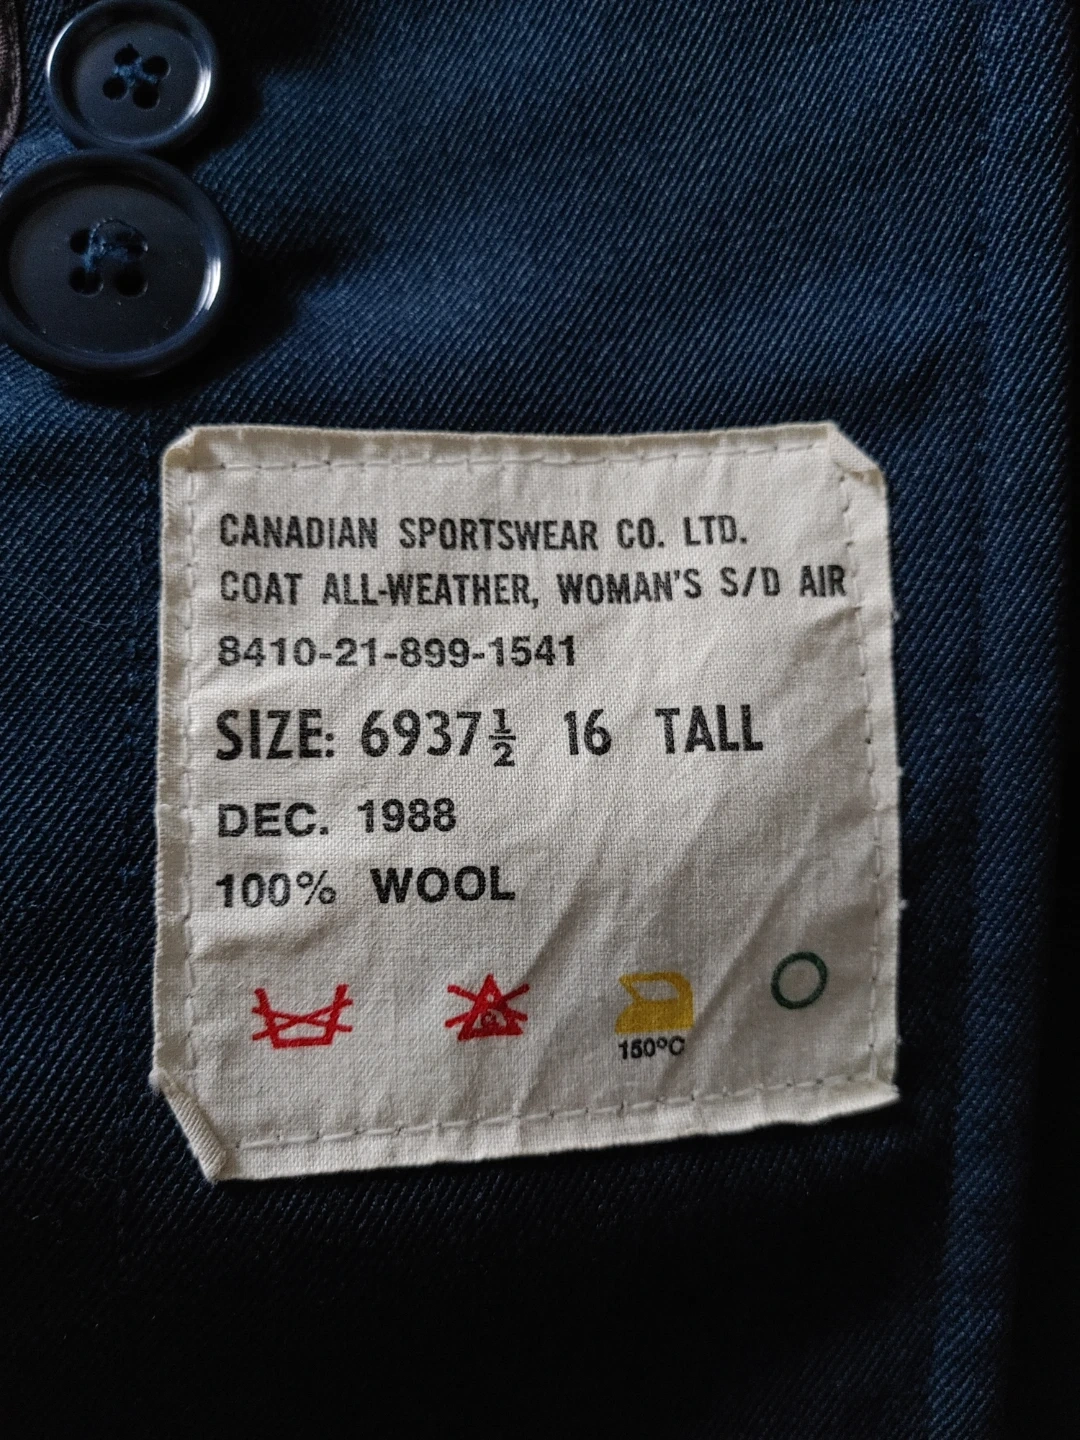 CANADIAN SPORTSWEAR CO. LTD.
COAT ALL-WEATHER, WOMAN'S S/D AIR
8410-21-899-1541
SIZE: 6937½ 16 TALL
DEC. 1988
100% WOOL
150°C